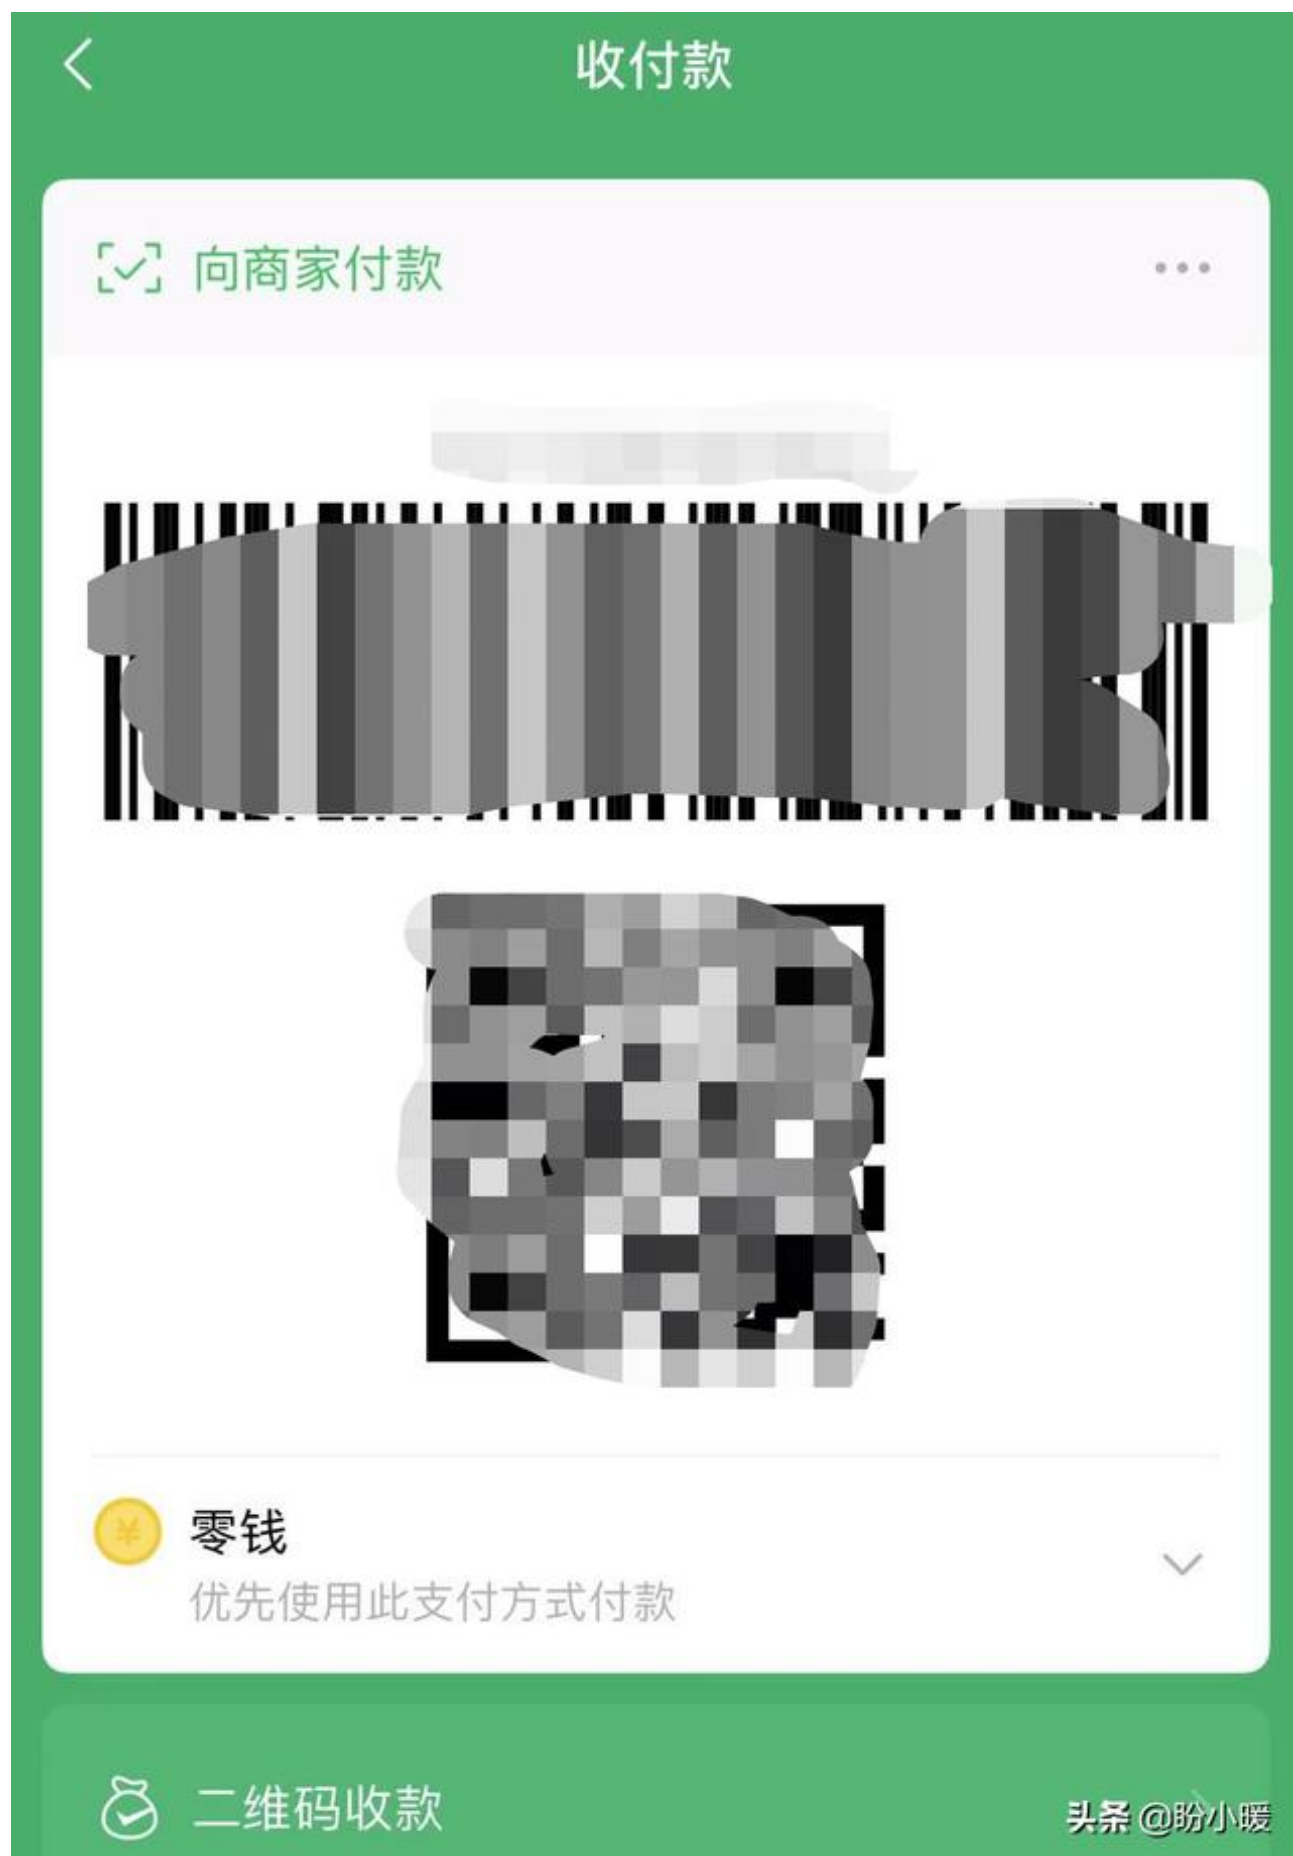 收付款
向商家付款
零钱
优先使用此支付方式付款
二维码收款
头条 @盼小暖